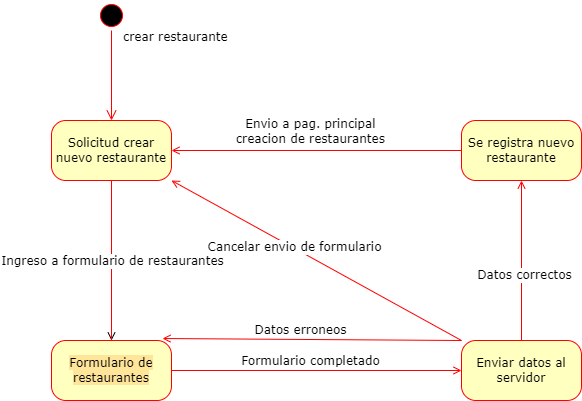 crear restaurante
Solicitud crear
nuevo restaurante
Envio a pag. principal
creacion de restaurantes
Se registra nuevo
restaurante
Cancelar envio de formulario
Ingreso a formulario de restaurantes
Datos correctos
Datos erroneos
Formulario de
restaurantes
Formulario completado
Enviar datos al
servidor